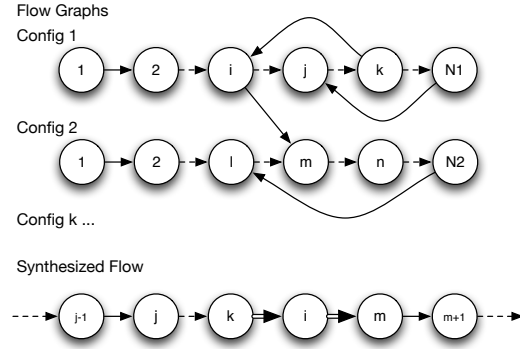 Flow Graphs
Config 1
1 2 i j k N1
Config 2
1 2 l m n N2
Config k ...
Synthesized Flow
j-1 j k i m m+1